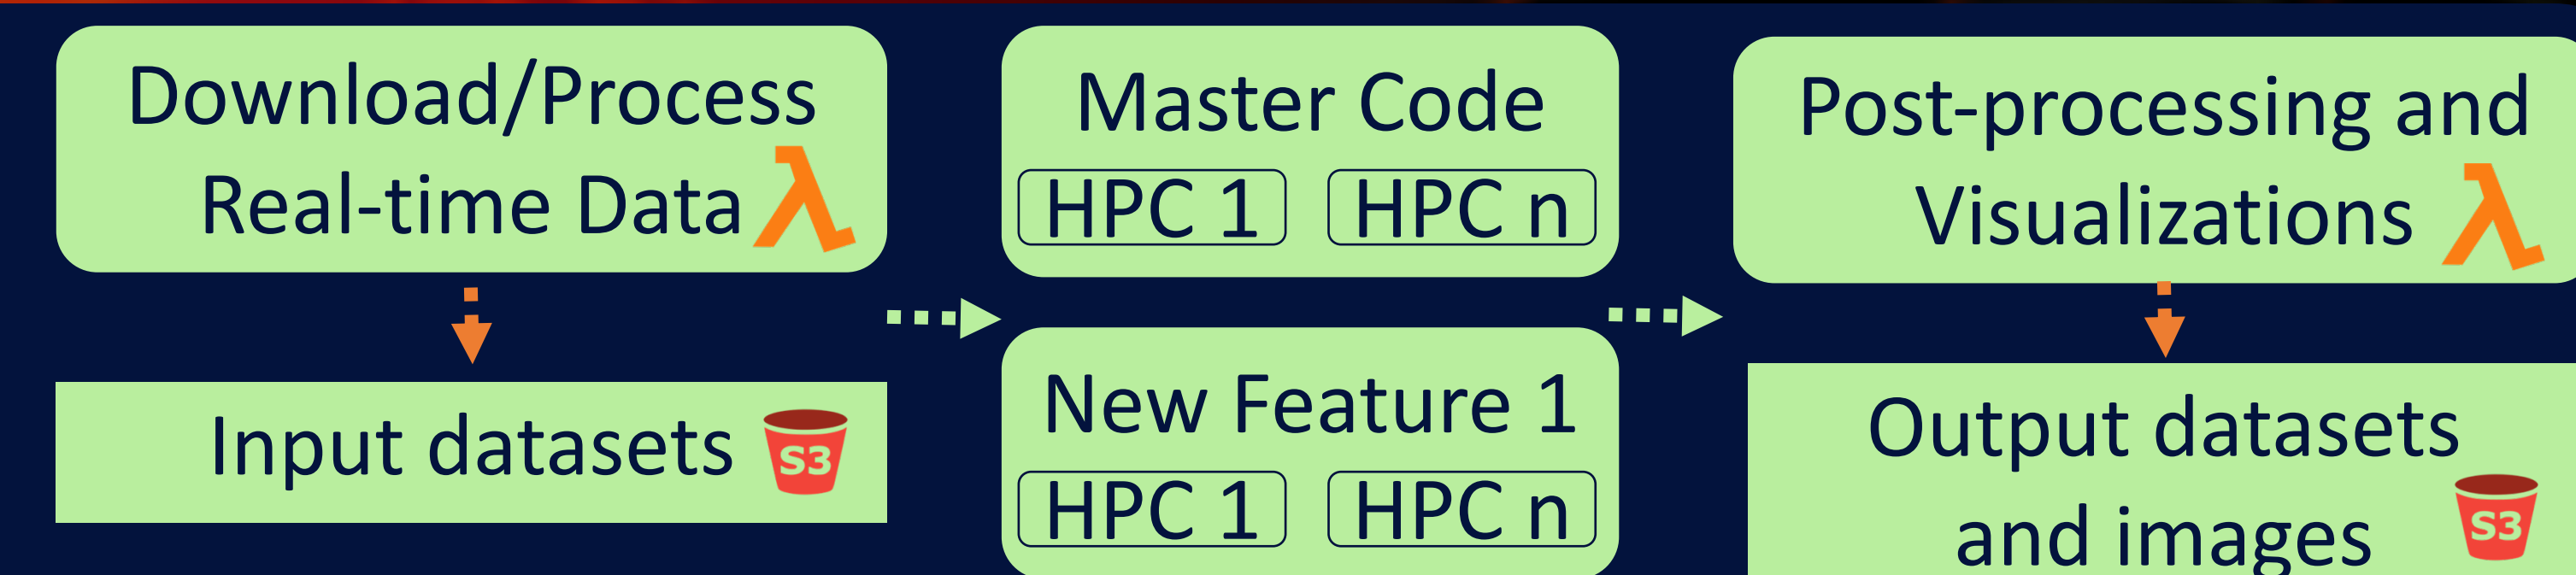 Download/Process
Real-time Data
Input datasets
S3
Master Code
HPC 1
HPC n
New Feature 1
HPC 1
HPC n
Post-processing and
Visualizations
Output datasets
and images
S3